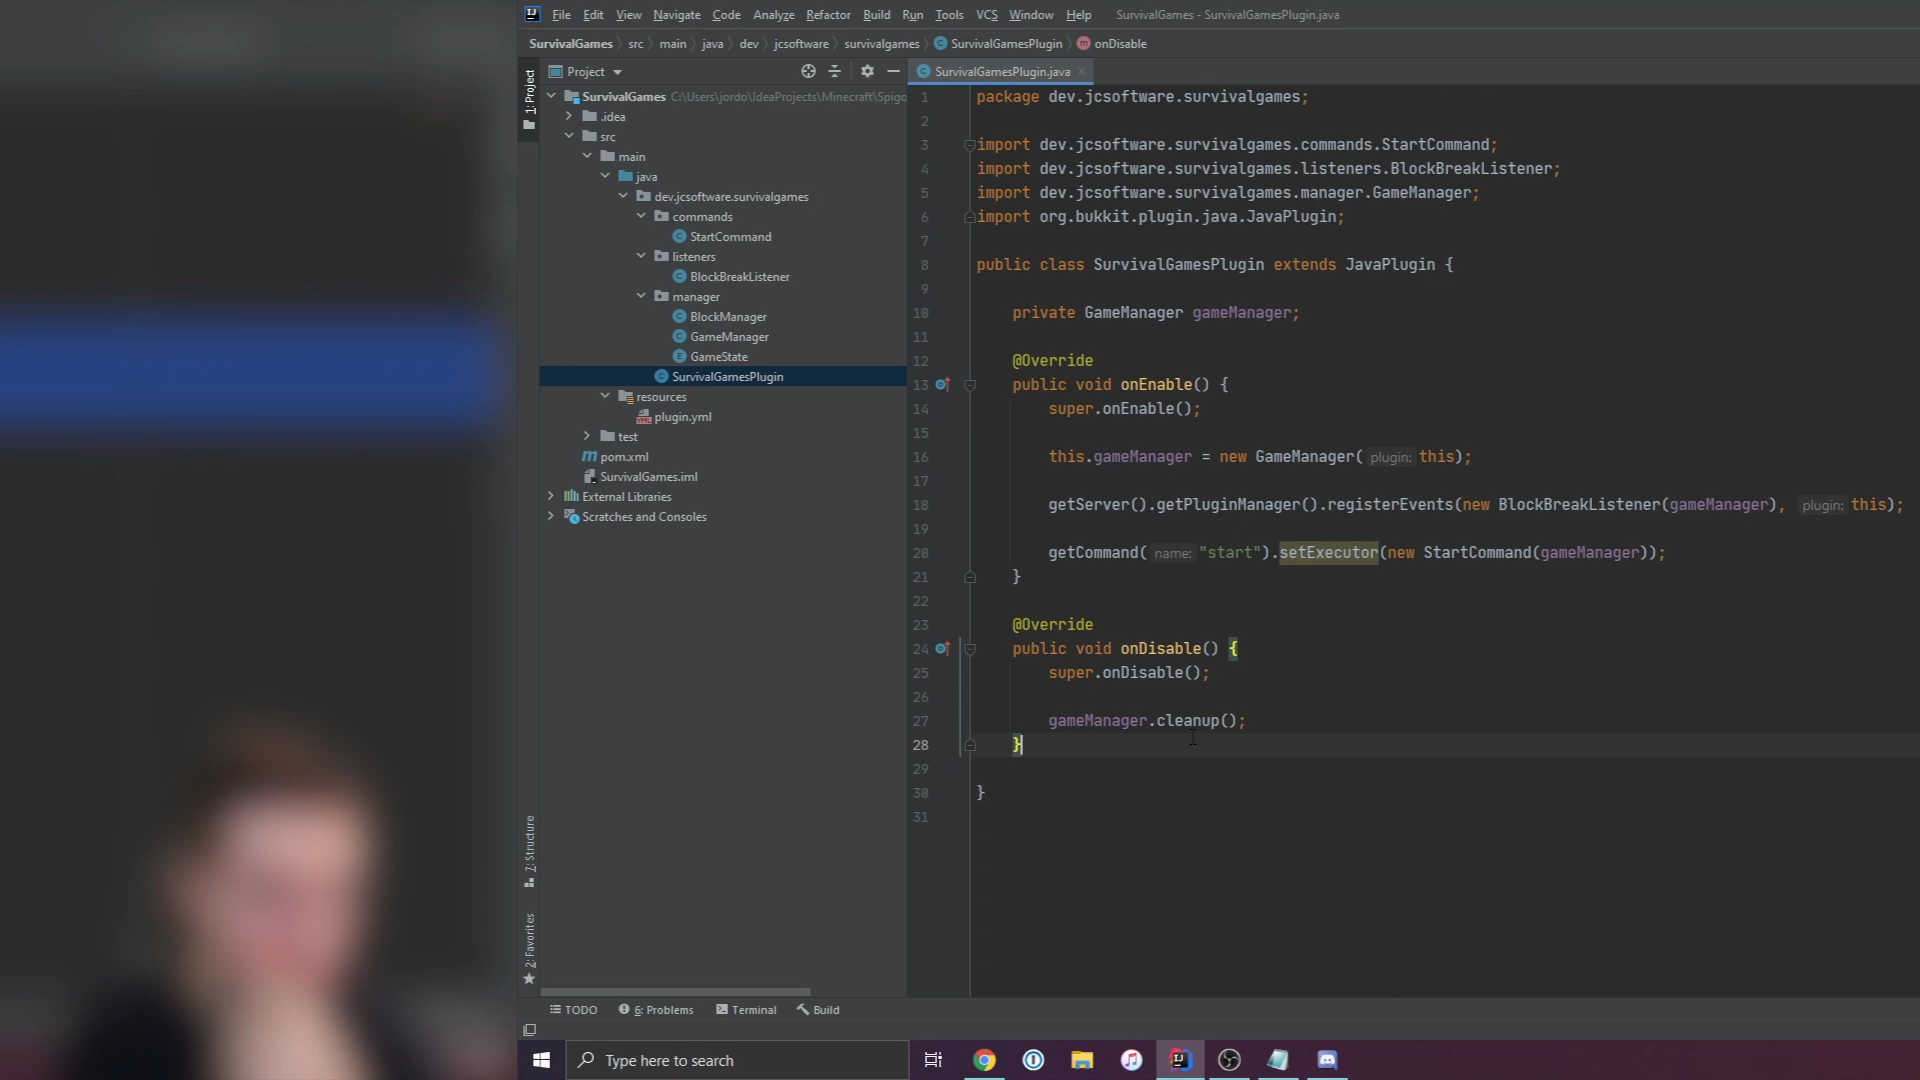 File Edit View Navigate Code Analyze Refactor Build Run Tools VCS Window Help SurvivalGames - SurvivalGamesPlugin.java
SurvivalGames src main java dev jcsoftware survivalgames SurvivalGamesPlugin onDisable
1: Project
Project
SurvivalGames C:\Users\jordo\IdeaProjects\Minecraft\Spigo
.idea
src
main
java
dev.jcsoftware.survivalgames
commands
StartCommand
listeners
BlockBreakListener
manager
BlockManager
GameManager
GameState
SurvivalGamesPlugin
resources
plugin.yml
test
pom.xml
SurvivalGames.iml
External Libraries
Scratches and Consoles
7: Structure
2: Favorites
SurvivalGamesPlugin.java
1 package dev.jcsoftware.survivalgames;
2
3 import dev.jcsoftware.survivalgames.commands.StartCommand;
4 import dev.jcsoftware.survivalgames.listeners.BlockBreakListener;
5 import dev.jcsoftware.survivalgames.manager.GameManager;
6 import org.bukkit.plugin.java.JavaPlugin;
7
8 public class SurvivalGamesPlugin extends JavaPlugin {
9
10 private GameManager gameManager;
11
12 @Override
13 public void onEnable() {
14 super.onEnable();
15
16 this.gameManager = new GameManager( plugin: this);
17
18 getServer().getPluginManager().registerEvents(new BlockBreakListener(gameManager), plugin: this);
19
20 getCommand( name: "start").setExecutor(new StartCommand(gameManager));
21 }
22
23 @Override
24 public void onDisable() {
25 super.onDisable();
26
27 gameManager.cleanup();
28 }
29
30 }
31
TODO 6: Problems Terminal Build
Type here to search